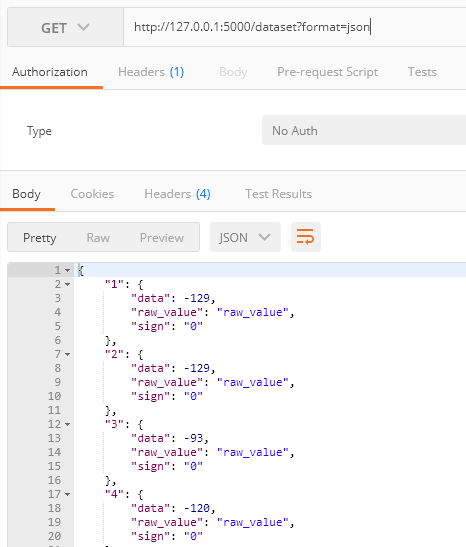 GET http://127.0.0.1:5000/dataset?format=json
Authorization Headers (1) Body Pre-request Script Tests
Type No Auth
Body Cookies Headers (4) Test Results
Pretty Raw Preview JSON
1 {
2 "1": {
3 "data": -129,
4 "raw_value": "raw_value",
5 "sign": "0"
6 },
7 "2": {
8 "data": -129,
9 "raw_value": "raw_value",
10 "sign": "0"
11 },
12 "3": {
13 "data": -93,
14 "raw_value": "raw_value",
15 "sign": "0"
16 },
17 "4": {
18 "data": -120,
19 "raw_value": "raw_value",
20 "sign": "0"